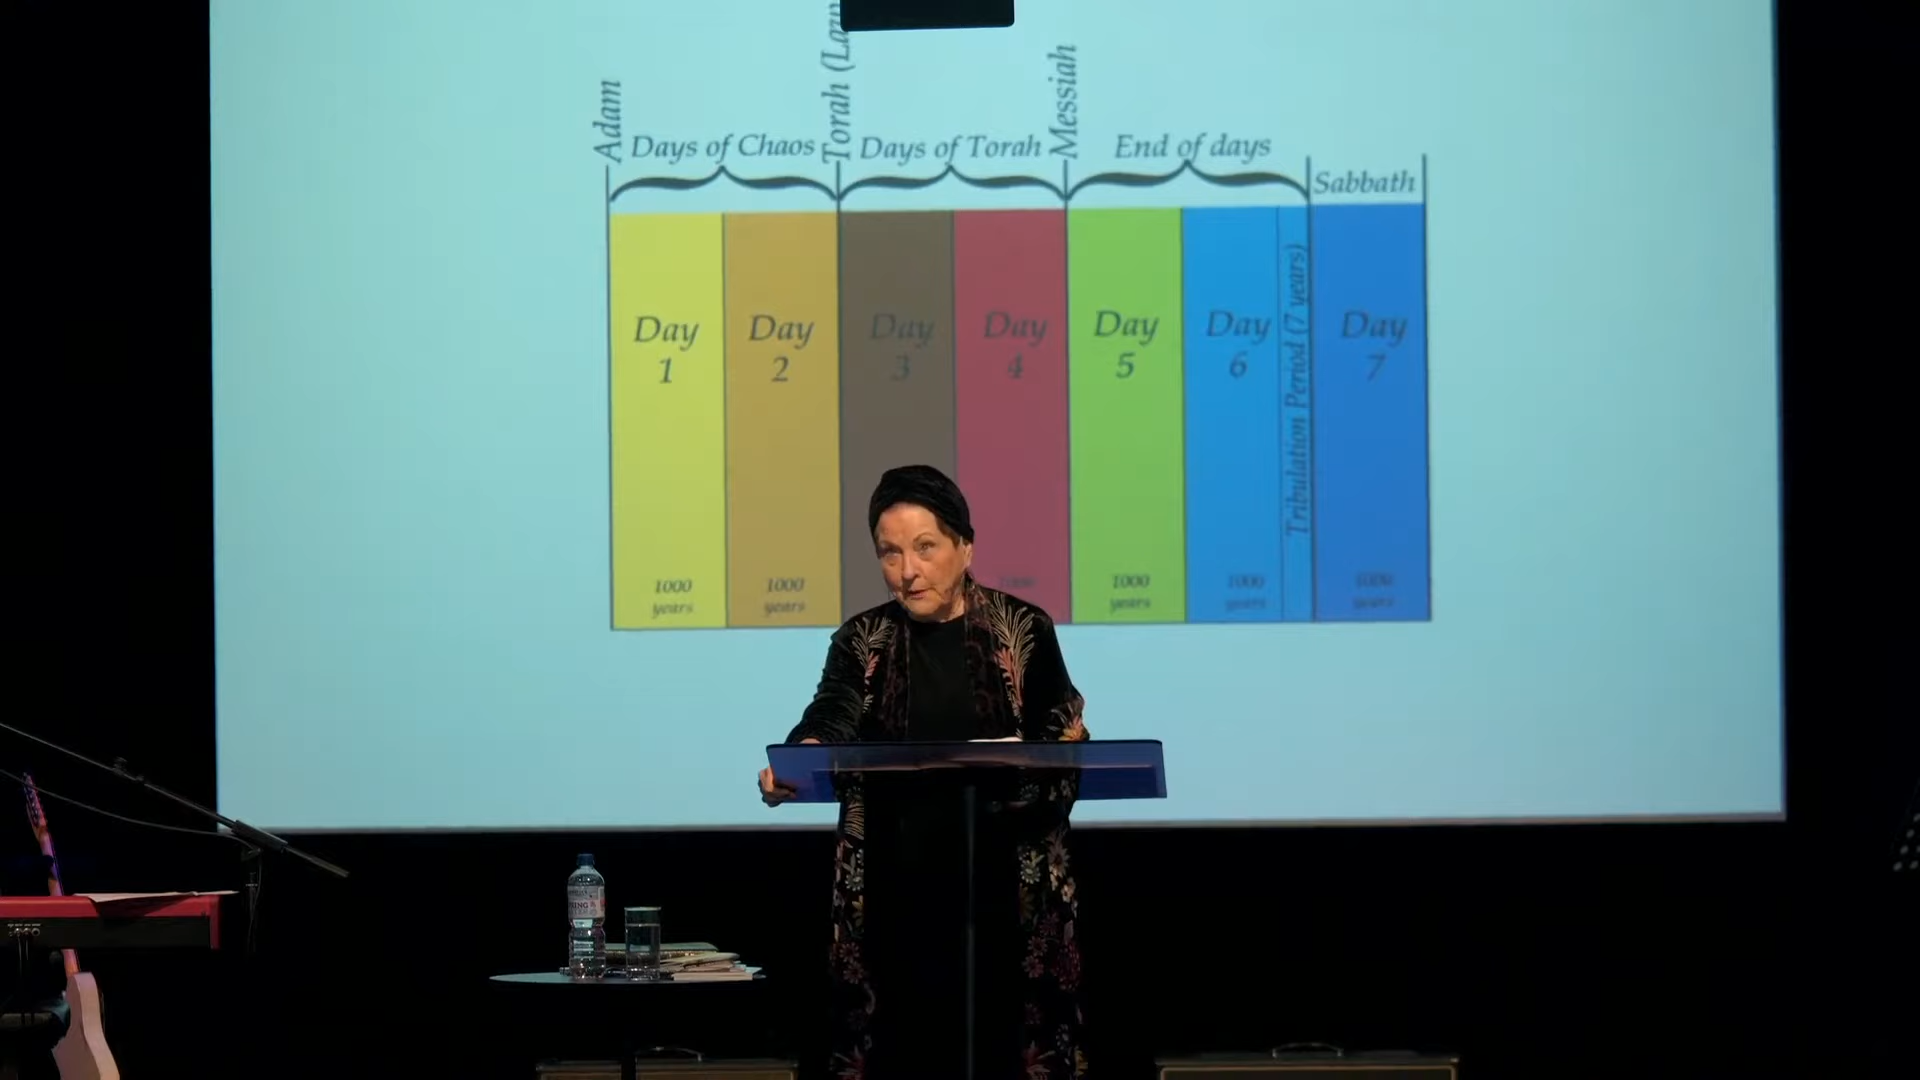 Adam
Torah (Law
Messiah
Days of Chaos
Days of Torah
End of days
Sabbath
Day 1
Day 2
Day 3
Day 4
Day 5
Day 6
Tribulation Period (7 years)
Day 7
1000 years
1000 years
1000
1000 years
1000 years
1000 years